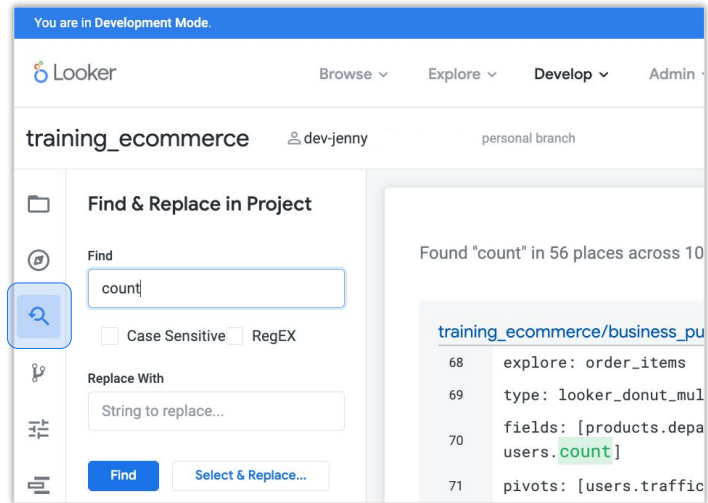 You are in Development Mode.
Looker
Browse
Explore
Develop
Admin
training_ecommerce
dev-jenny
personal branch
Find & Replace in Project
Find
count
Case Sensitive
RegEX
Replace With
String to replace...
Find
Select & Replace...
Found "count" in 56 places across 10
training_ecommerce/business_pu
68 explore: order_items
69 type: looker_donut_mul
70 fields: [products.depa
users.count]
71 pivots: [users.traffic